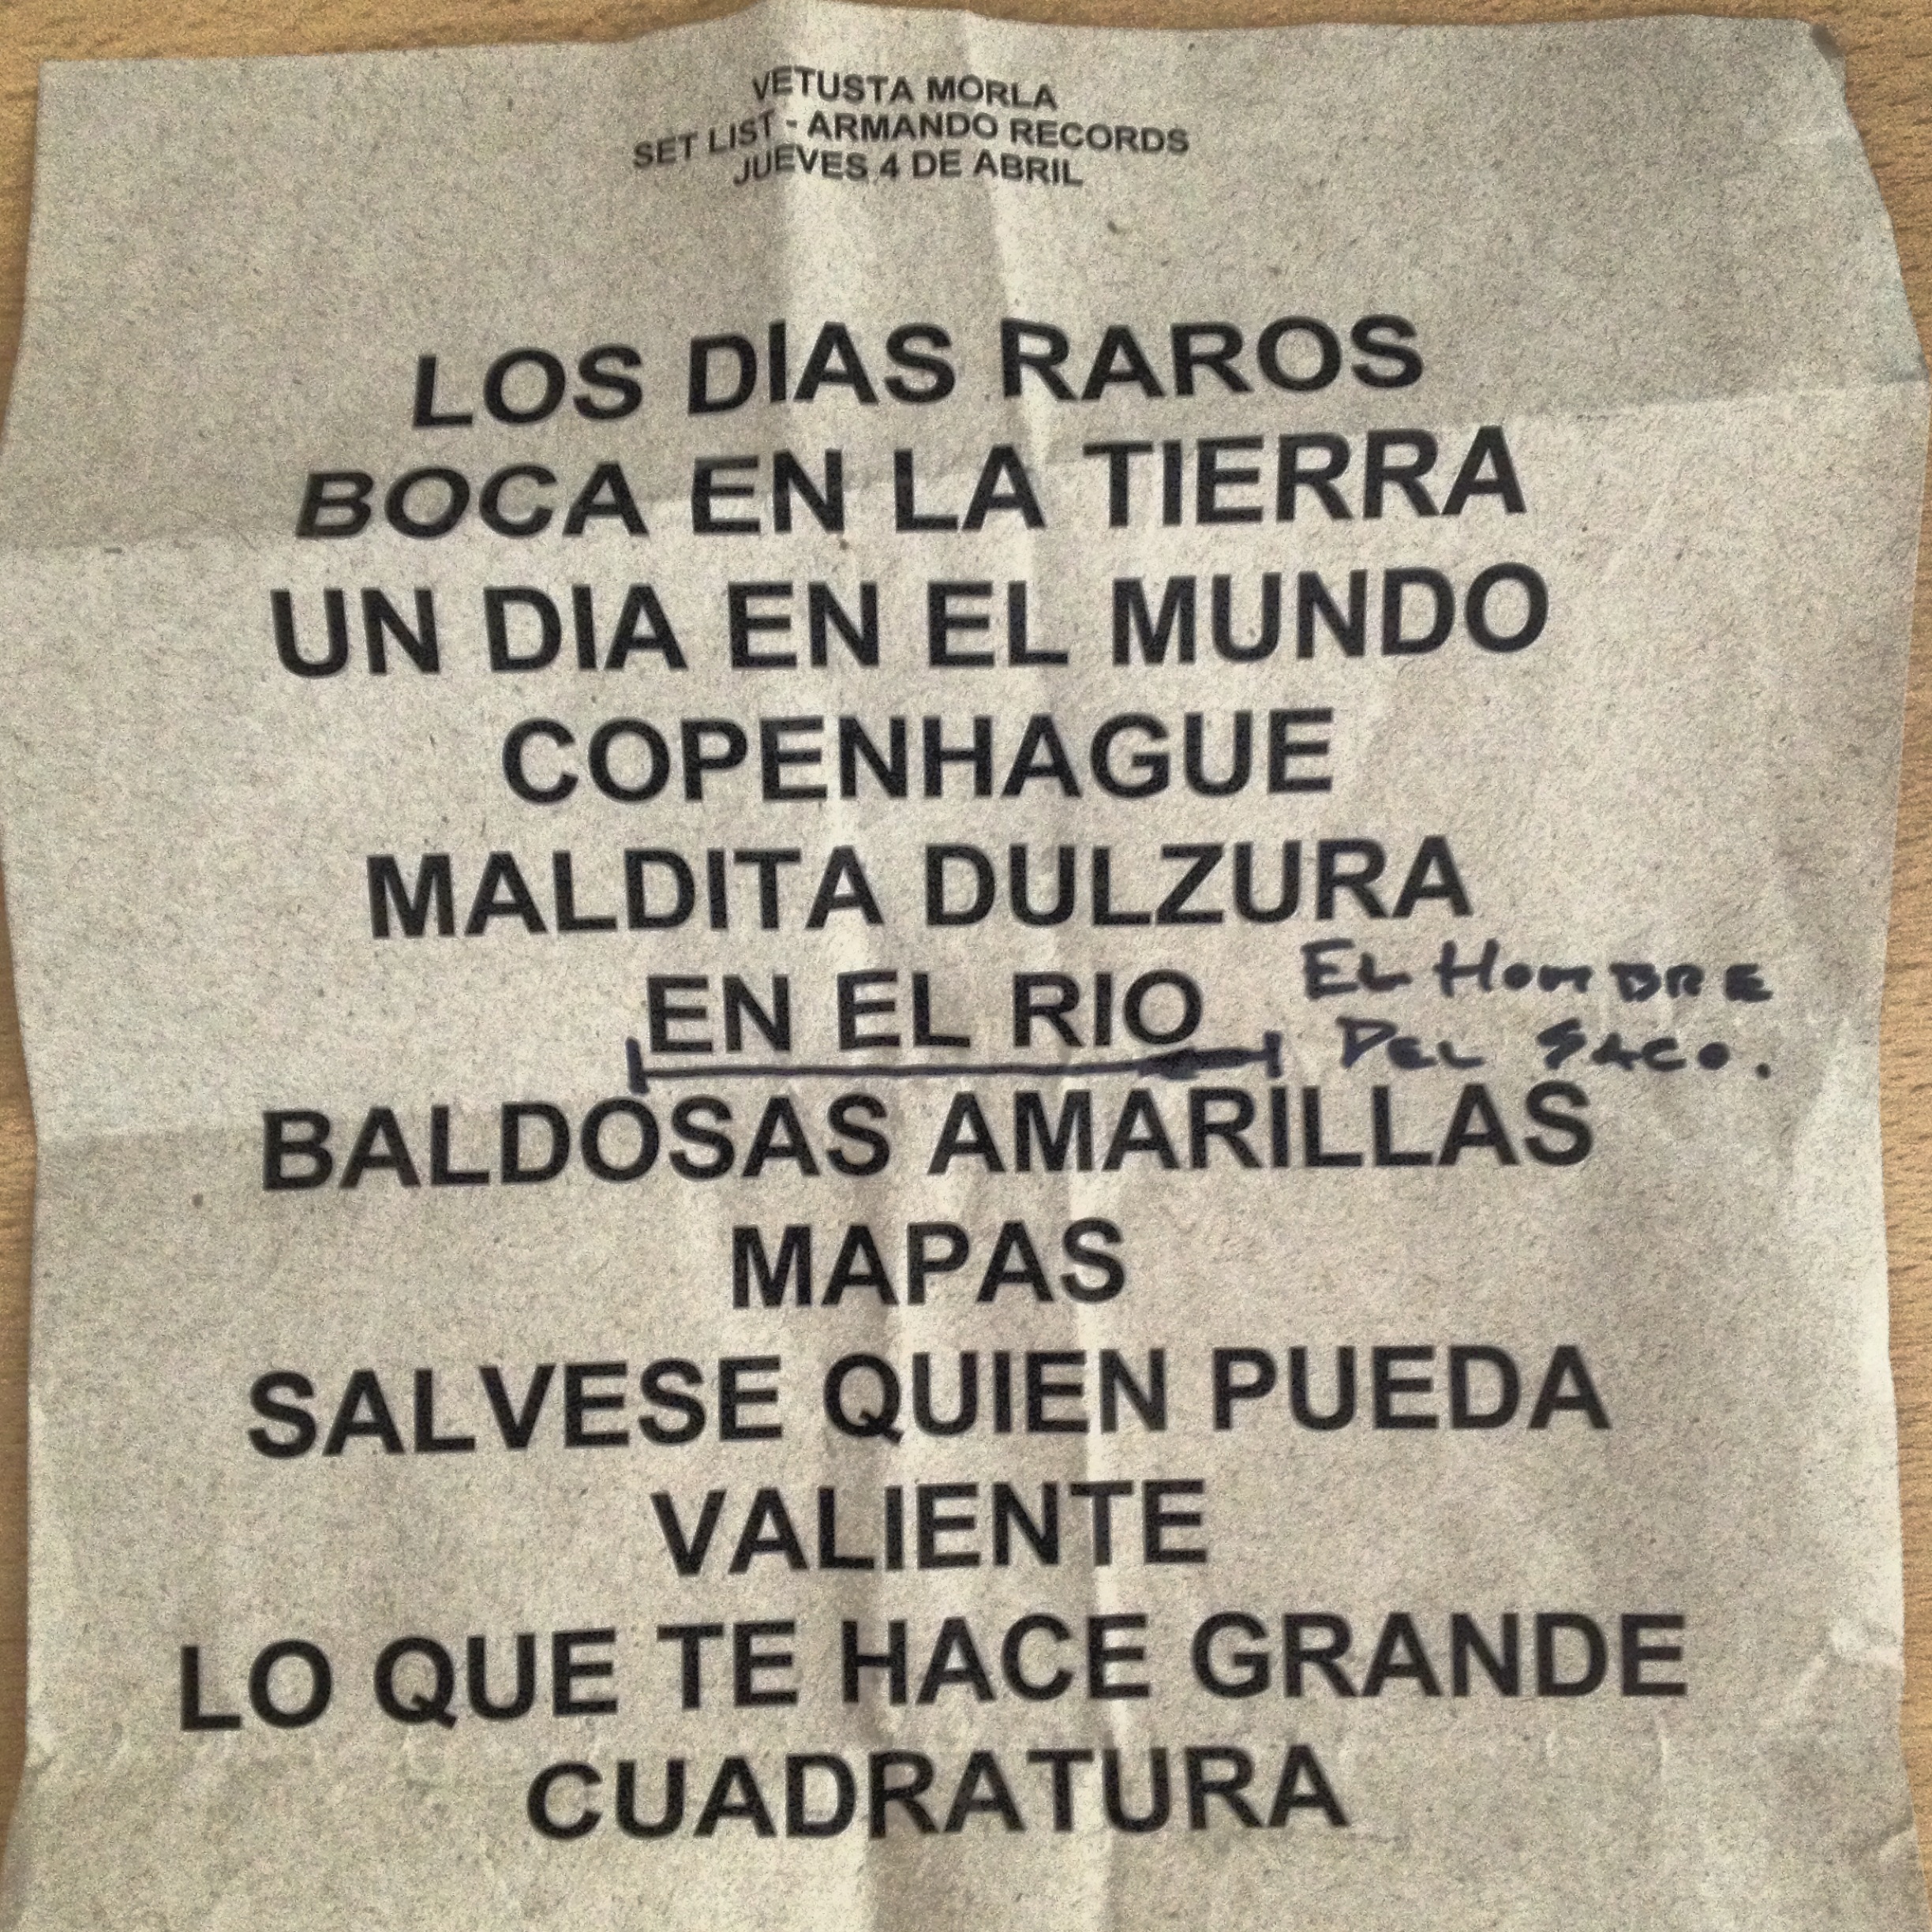 VETUSTA MORLA
SET LIST - ARMANDO RECORDS
JUEVES 4 DE ABRIL
LOS DIAS RAROS
BOCA EN LA TIERRA
UN DIA EN EL MUNDO
COPENHAGUE
MALDITA DULZURA
EN EL RIO
EL HOMBRE
DEL SACO.
BALDOSAS AMARILLAS
MAPAS
SALVESE QUIEN PUEDA
VALIENTE
LO QUE TE HACE GRANDE
CUADRATURA